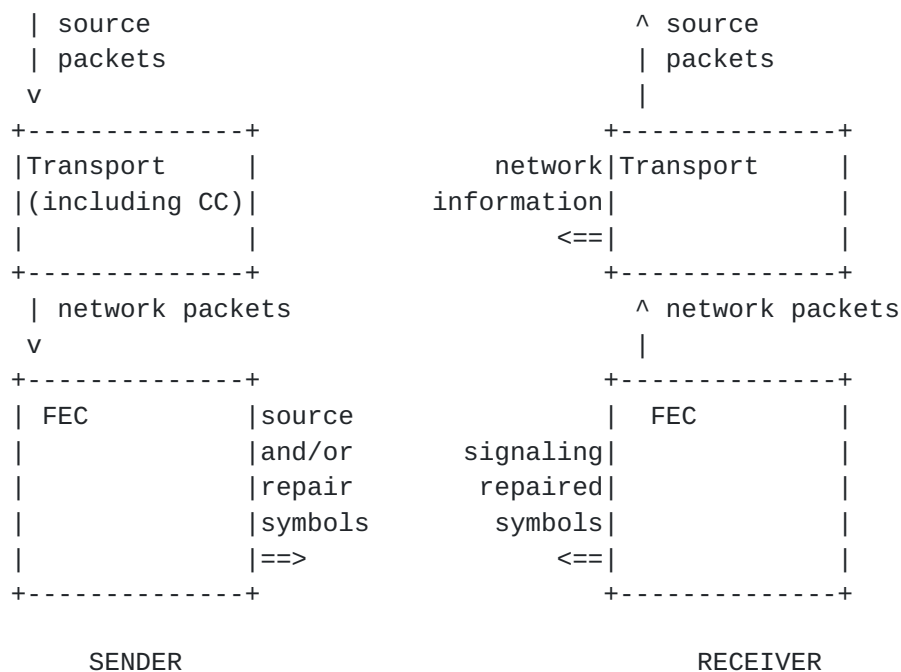 | source                                ^ source
 | packets                               | packets
 v                                       |
+--------------+                       +--------------+
|Transport     |                network|Transport     |
|(including CC)|            information|              |
|              |                    <==|              |
+--------------+                       +--------------+
 | network packets                       ^ network packets
 v                                       |
+--------------+                       +--------------+
| FEC          |source                 |  FEC         |
|              |and/or        signaling|              |
|              |repair         repaired|              |
|              |symbols         symbols|              |
|              |==>                 <==|              |
+--------------+                       +--------------+
     SENDER                                  RECEIVER